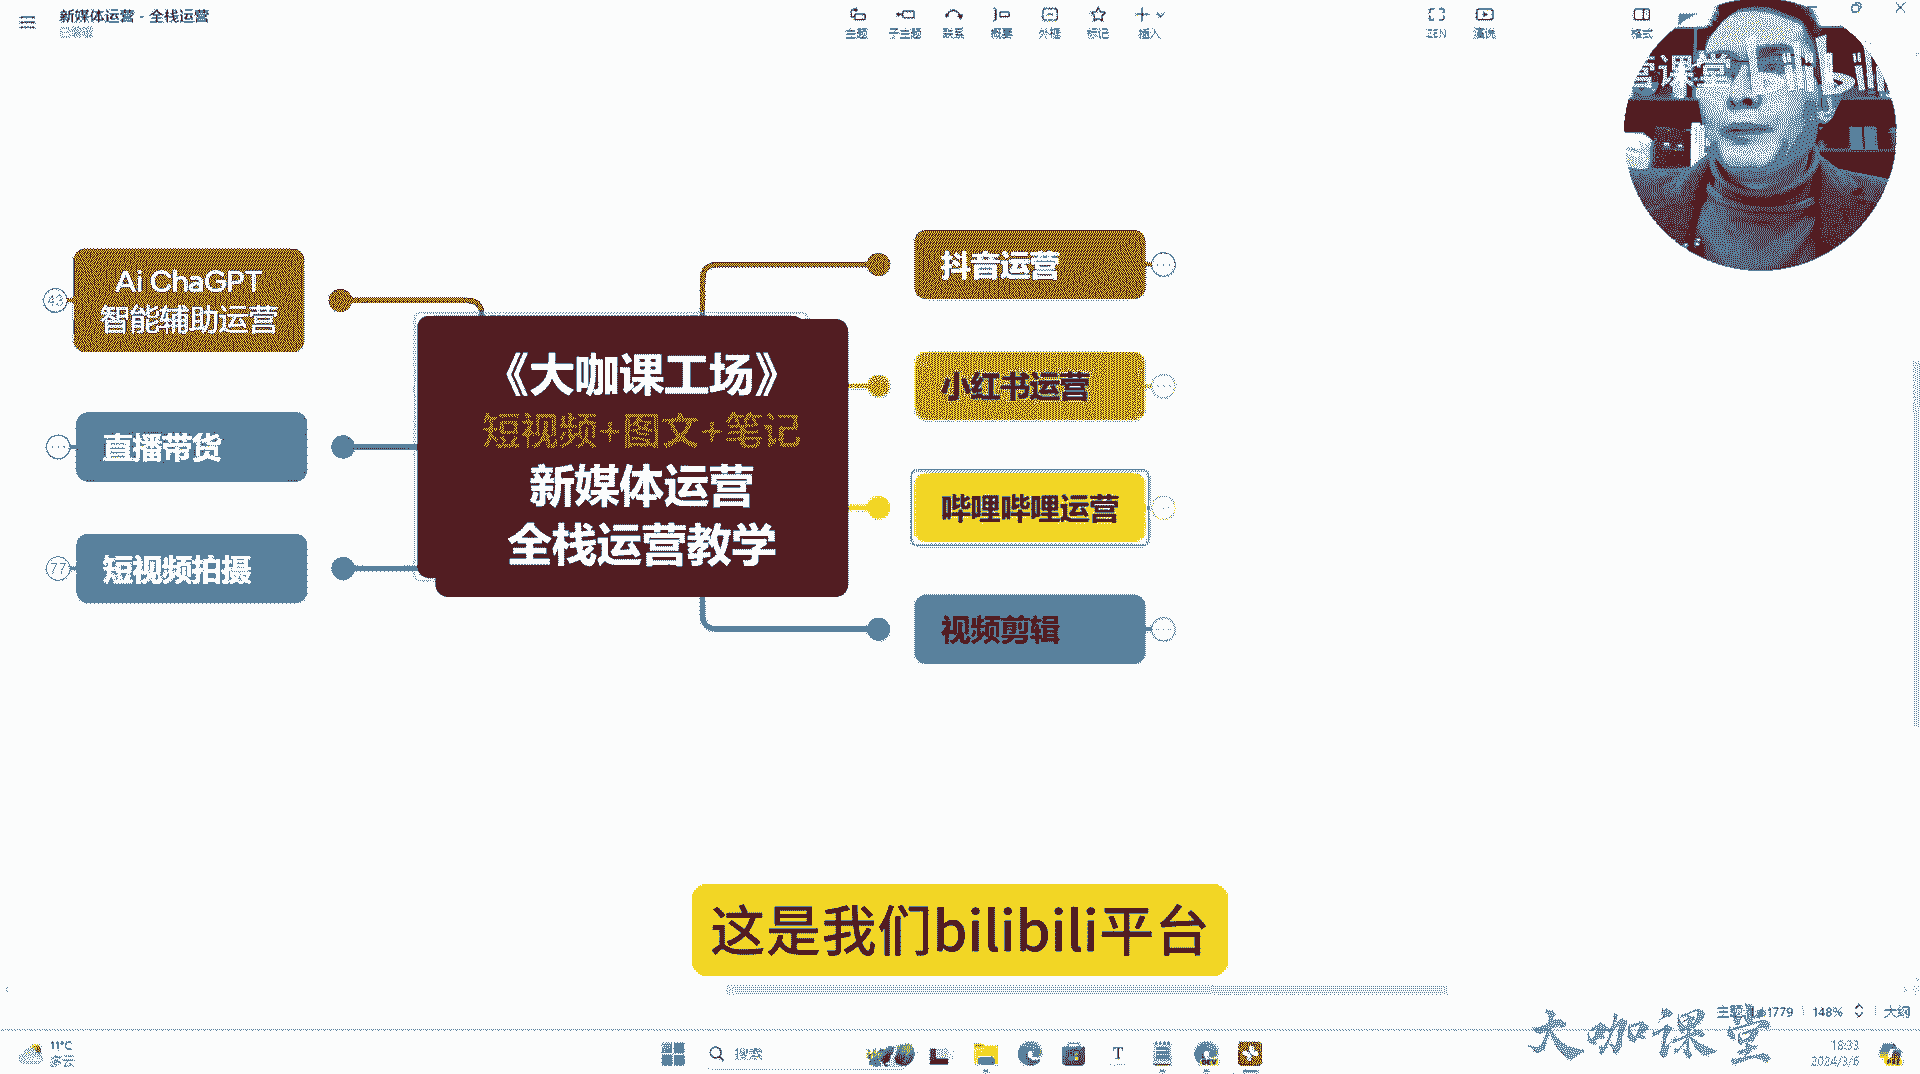 新媒体运营 - 全栈运营
已编辑
主题
子主题
联系
概要
外框
标记
插入
ZEN
演说
格式
营课堂
bili
43
Ai ChaGPT
智能辅助运营
直播带货
77
短视频拍摄
《大咖课工场》
短视频+图文+笔记
新媒体运营
全栈运营教学
抖音运营
小红书运营
哔哩哔哩运营
视频剪辑
这是我们bilibili平台
148%
大纲
大咖课堂
11°C
多云
搜索
18:33
2024/3/6